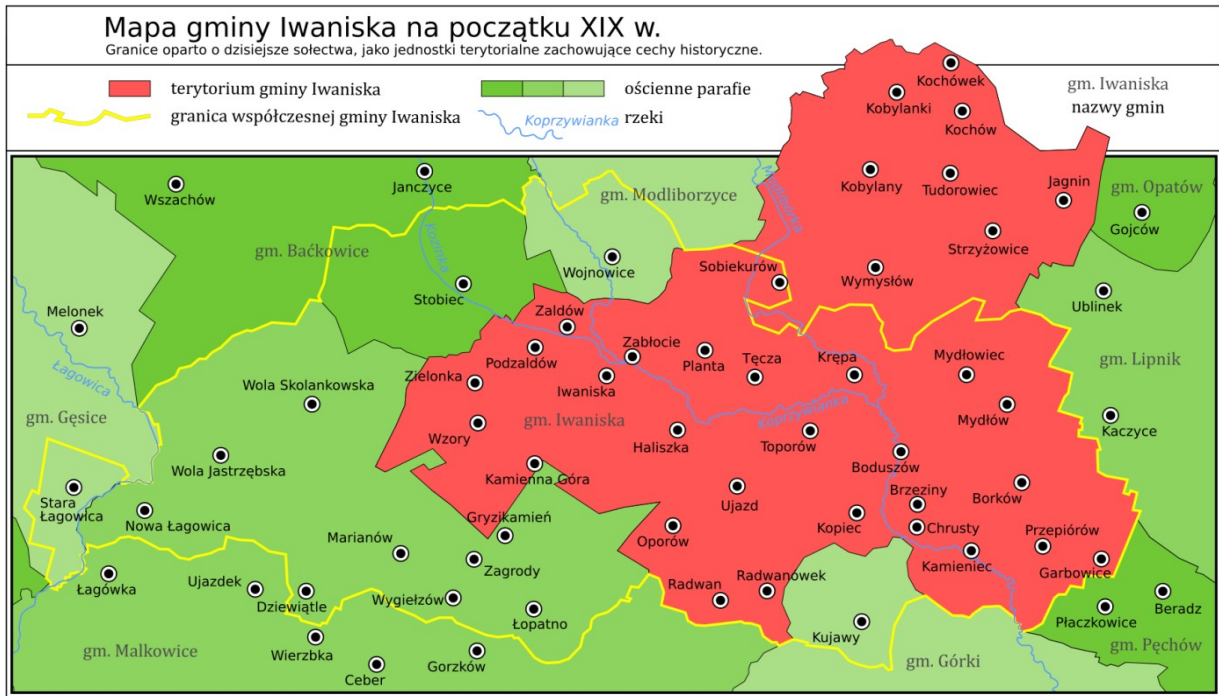 Mapa gminy Iwaniska na początku XIX w.
Granice oparto o dzisiejsze sołectwa, jako jednostki terytorialne zachowujące cechy historyczne.
terytorium gminy Iwaniska
ościenne parafie
granica współczesnej gminy Iwaniska
Koprzywianka
rzeki
gm. Iwaniska
nazwy gmin
Kochówek
Kobylanki
Kochów
Wszachów
Janczyce
Kobylany
Tudorowiec
Jagnin
gm. Opatów
Gojców
gm. Modliborzyce
Modlibórka
Kozinka
gm. Baćkowice
Strzyżowice
Wojnowice
Sobiekurów
Wymysłów
Stobiec
Ublinek
Melonek
Zaldów
Zabłocie
Podzaldów
Planta
Tęcza
Krępa
Mydłowiec
gm. Lipnik
Łagowica
Wola Skolankowska
Zielonka
Iwaniska
Mydłów
gm. Gęsice
gm. Iwaniska
Koprzywianka
Kaczyce
Wzory
Haliszka
Toporów
Wola Jastrzębska
Boduszów
Kamienna Góra
Stara
Łagowica
Brzeziny
Borków
Ujazd
Nowa Łagowica
Gryzikamień
Kopiec
Chrusty
Przepiórów
Marianów
Oporów
Zagrody
Kamieniec
Garbowice
Łagówka
Ujazdek
Dziewiątle
Wygiełzów
Radwan
Radwanówek
Beradz
Płaczkowice
Łopatno
Kujawy
gm. Malkowice
Wierzbka
gm. Pęchów
gm. Górki
Ceber
Gorzków